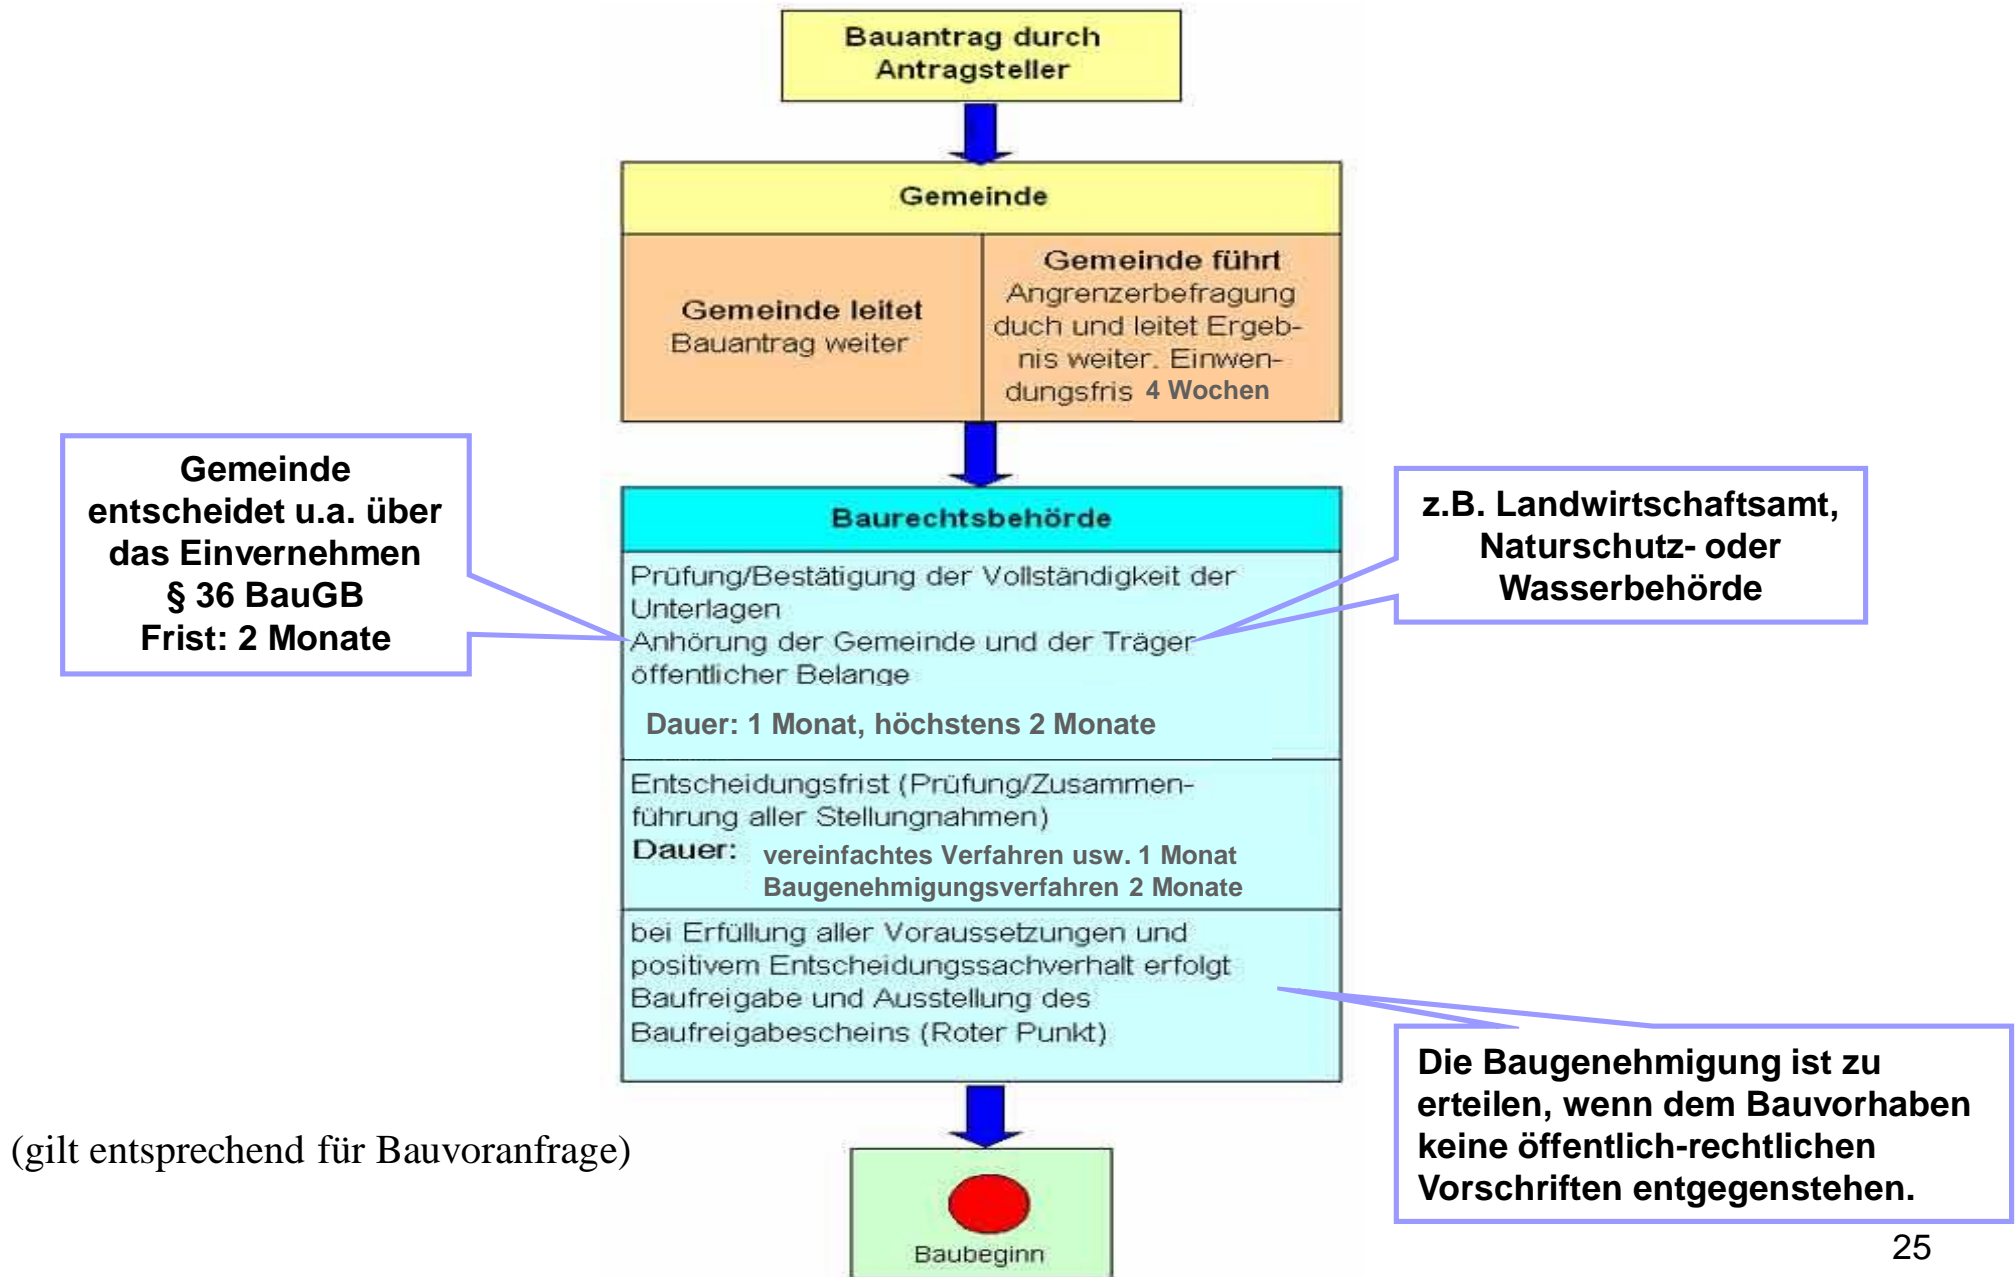 Bauantrag durch
Antragsteller
Gemeinde
Gemeinde leitet
Bauantrag weiter
Gemeinde führt
Angrenzerbefragung
duch und leitet Ergeb-
nis weiter. Einwen-
dungsfris 4 Wochen
Gemeinde
entscheidet u.a. über
das Einvernehmen
§ 36 BauGB
Frist: 2 Monate
Baurechtsbehörde
Prüfung/Bestätigung der Vollständigkeit der
Unterlagen
Anhörung der Gemeinde und der Träger
öffentlicher Belange
Dauer: 1 Monat, höchstens 2 Monate
z.B. Landwirtschaftsamt,
Naturschutz- oder
Wasserbehörde
Entscheidungsfrist (Prüfung/Zusammen-
führung aller Stellungnahmen)
Dauer: vereinfachtes Verfahren usw. 1 Monat
Baugenehmigungsverfahren 2 Monate
bei Erfüllung aller Voraussetzungen und
positivem Entscheidungssachverhalt erfolgt
Baufreigabe und Ausstellung des
Baufreigabescheins (Roter Punkt)
Die Baugenehmigung ist zu
erteilen, wenn dem Bauvorhaben
keine öffentlich-rechtlichen
Vorschriften entgegenstehen.
(gilt entsprechend für Bauvoranfrage)
Baubeginn
25